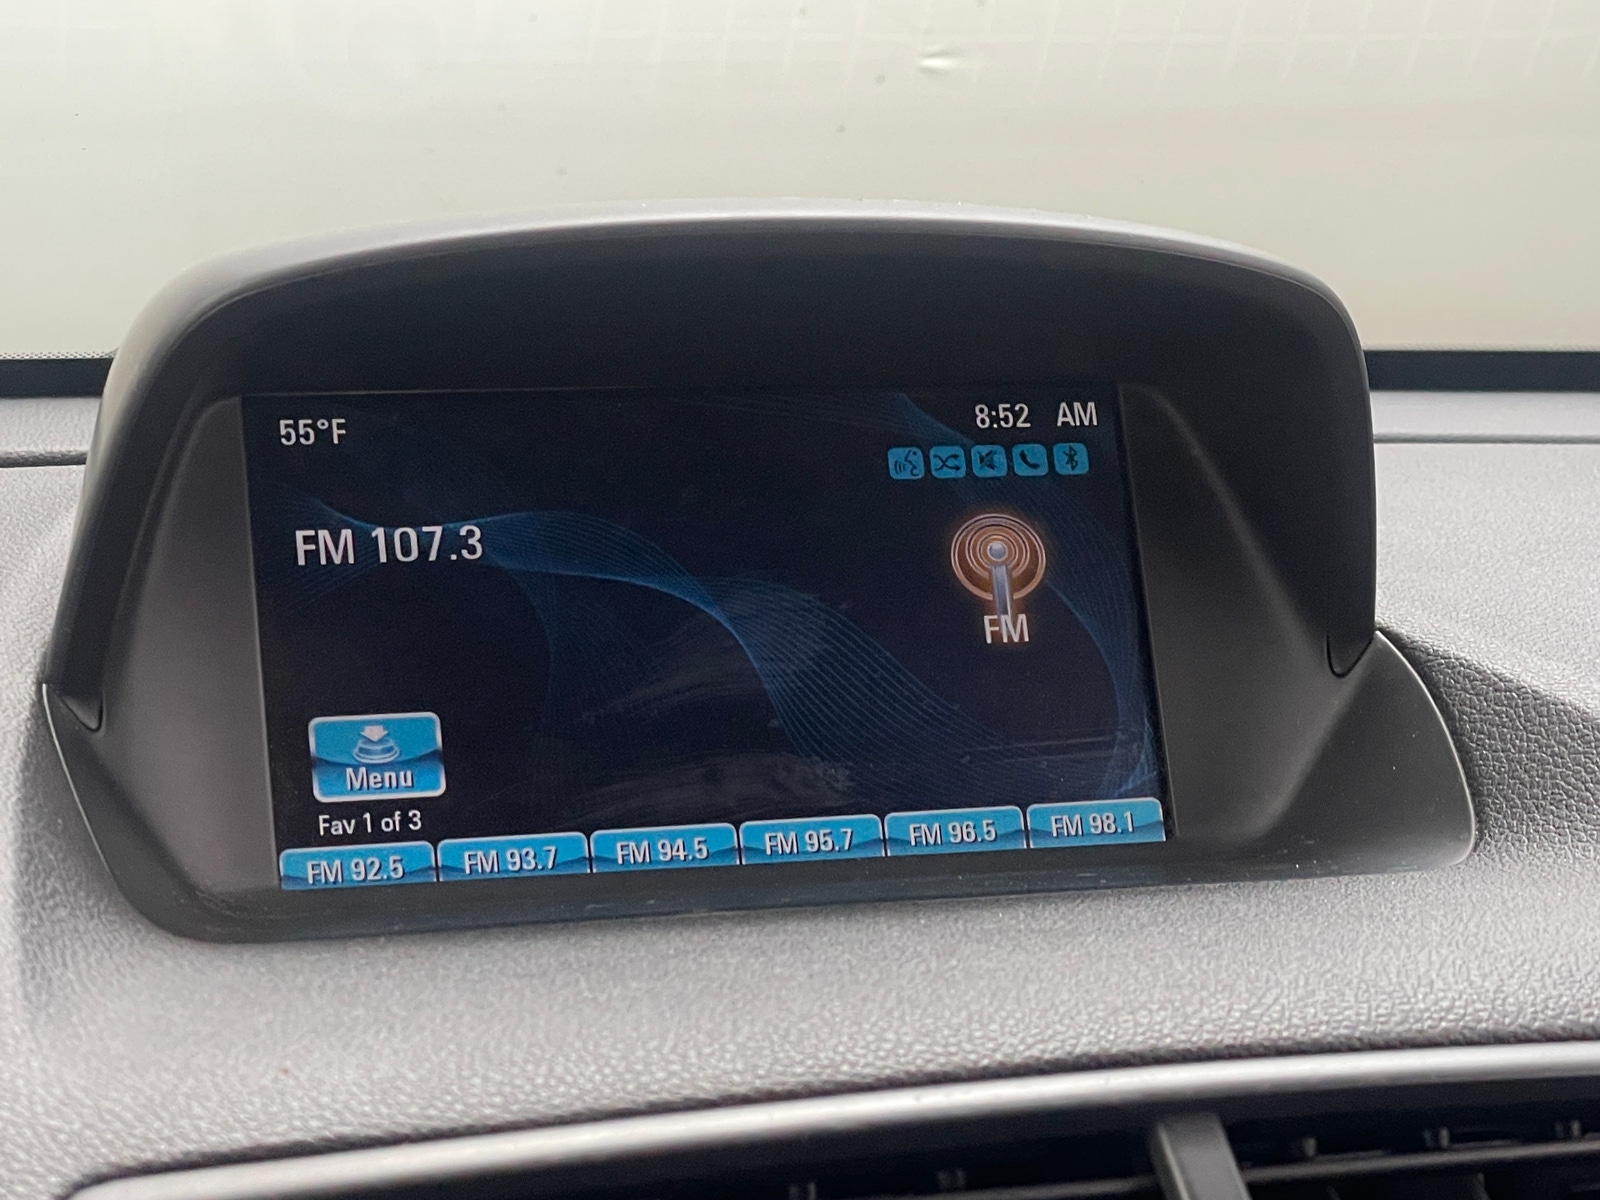 55°F
8:52 AM
FM 107.3
FM
Menu
Fav 1 of 3
FM 92.5
FM 93.7
FM 94.5
FM 95.7
FM 96.5
FM 98.1